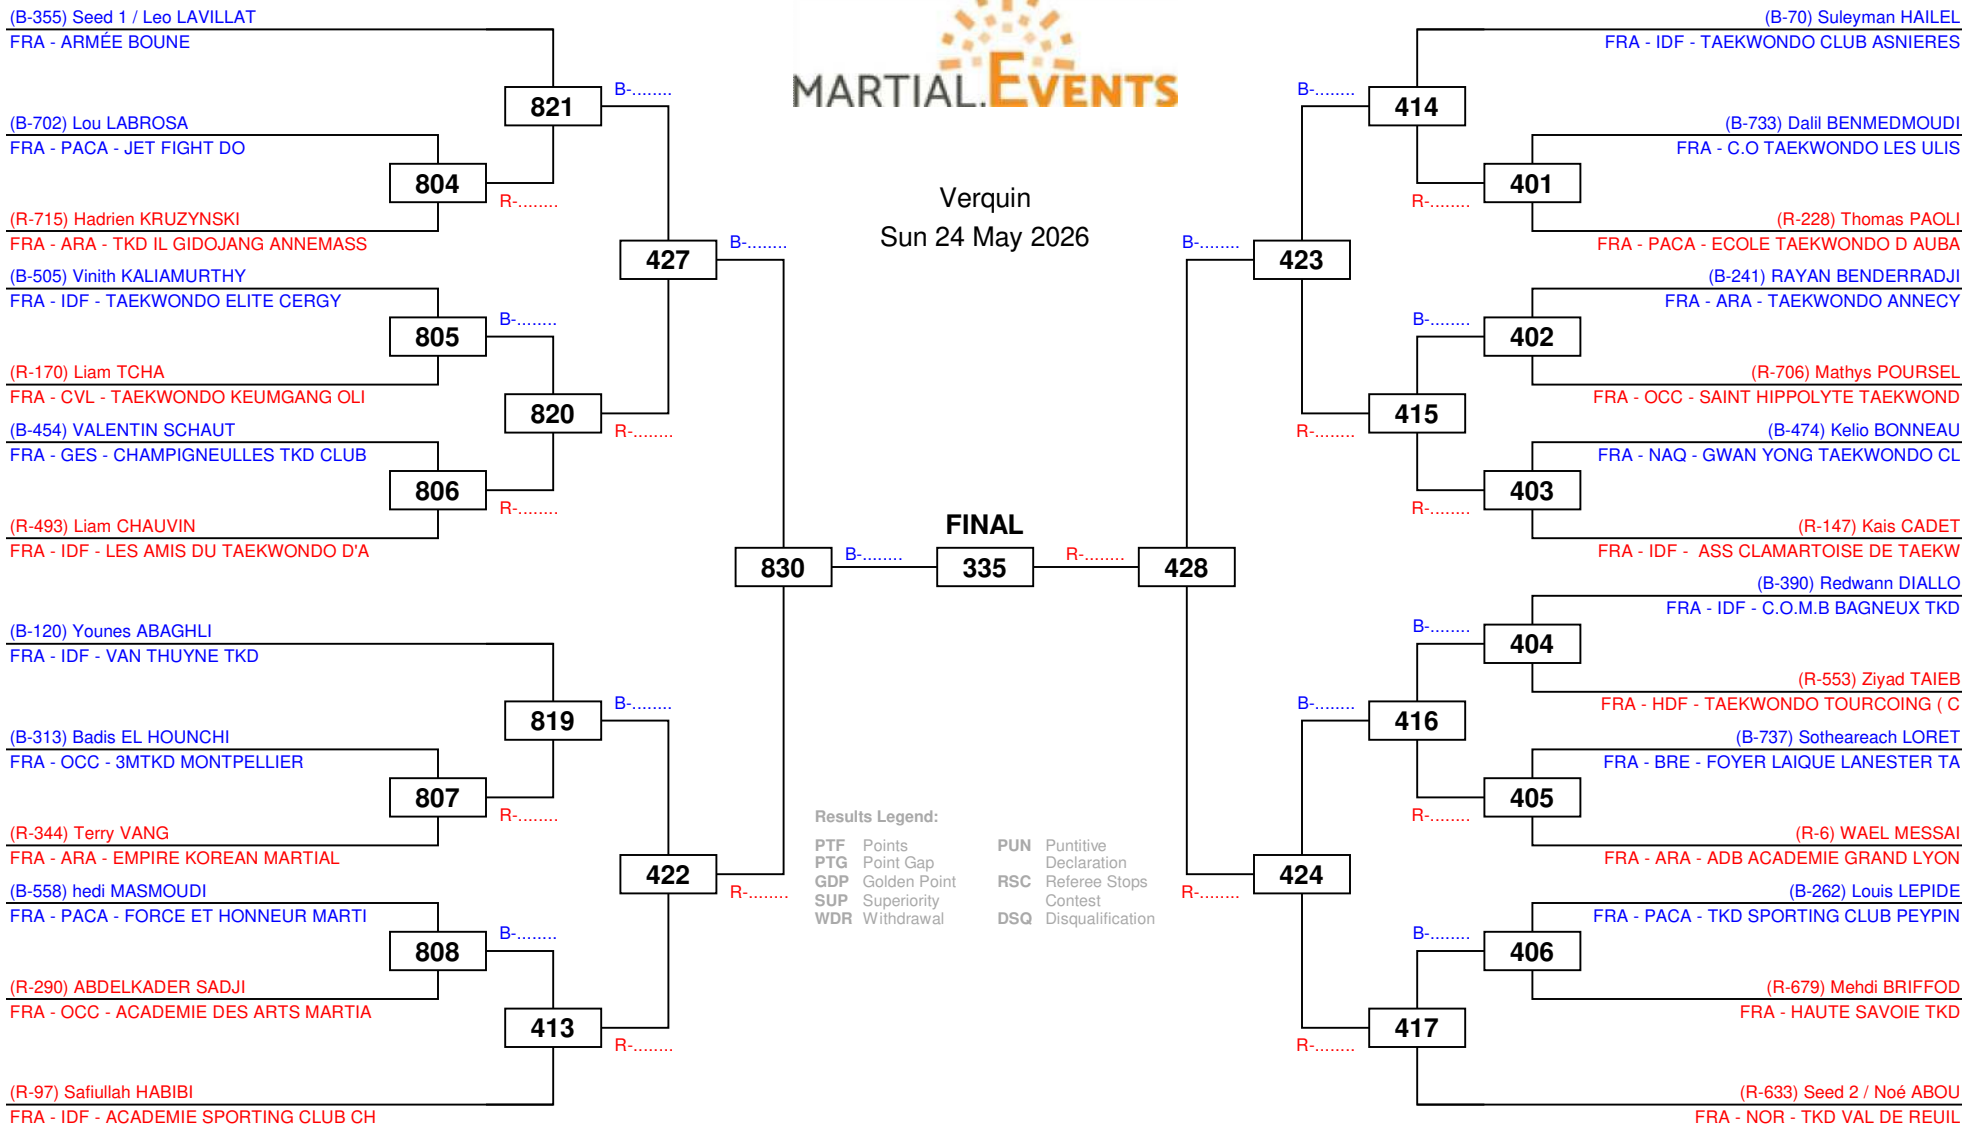 (B-355) Seed 1 / Leo LAVILLAT
FRA - ARMÉE BOUNE
(B-702) Lou LABROSA
FRA - PACA - JET FIGHT DO
(R-715) Hadrien KRUZYNSKI
FRA - ARA - TKD IL GIDOJANG ANNEMASS
(B-505) Vinith KALIAMURTHY
FRA - IDF - TAEKWONDO ELITE CERGY
(R-170) Liam TCHA
FRA - CVL - TAEKWONDO KEUMGANG OLI
(B-454) VALENTIN SCHAUT
FRA - GES - CHAMPIGNEULLES TKD CLUB
(R-493) Liam CHAUVIN
FRA - IDF - LES AMIS DU TAEKWONDO D'A
(B-120) Younes ABAGHLI
FRA - IDF - VAN THUYNE TKD
(B-313) Badis EL HOUNCHI
FRA - OCC - 3MTKD MONTPELLIER
(R-344) Terry VANG
FRA - ARA - EMPIRE KOREAN MARTIAL
(B-558) hedi MASMOUDI
FRA - PACA - FORCE ET HONNEUR MARTI
(R-290) ABDELKADER SADJI
FRA - OCC - ACADEMIE DES ARTS MARTIA
(R-97) Safiullah HABIBI
FRA - IDF - ACADEMIE SPORTING CLUB CH
804
805
806
807
808
R-........
B-........
R-........
R-........
B-........
821
820
819
413
B-........
R-........
B-........
R-........
427
422
B-........
R-........
830
B-........
MARTIAL.EVENTS
Verquin
Sun 24 May 2026
FINAL
335
Results Legend:
PTF Points
PTG Point Gap
GDP Golden Point
SUP Superiority
WDR Withdrawal
PUN Puntitive
Declaration
RSC Referee Stops
Contest
DSQ Disqualification
R-........
428
B-........
R-........
423
424
B-........
R-........
B-........
R-........
414
415
416
417
R-........
B-........
R-........
B-........
R-........
B-........
401
402
403
404
405
406
(B-70) Suleyman HAILEL
FRA - IDF - TAEKWONDO CLUB ASNIERES
(B-733) Dalil BENMEDMOUDI
FRA - C.O TAEKWONDO LES ULIS
(R-228) Thomas PAOLI
FRA - PACA - ECOLE TAEKWONDO D AUBA
(B-241) RAYAN BENDERRADJI
FRA - ARA - TAEKWONDO ANNECY
(R-706) Mathys POURSEL
FRA - OCC - SAINT HIPPOLYTE TAEKWOND
(B-474) Kelio BONNEAU
FRA - NAQ - GWAN YONG TAEKWONDO CL
(R-147) Kais CADET
FRA - IDF - ASS CLAMARTOISE DE TAEKW
(B-390) Redwann DIALLO
FRA - IDF - C.O.M.B BAGNEUX TKD
(R-553) Ziyad TAIEB
FRA - HDF - TAEKWONDO TOURCOING ( C
(B-737) Sotheareach LORET
FRA - BRE - FOYER LAIQUE LANESTER TA
(R-6) WAEL MESSAI
FRA - ARA - ADB ACADEMIE GRAND LYON
(B-262) Louis LEPIDE
FRA - PACA - TKD SPORTING CLUB PEYPIN
(R-679) Mehdi BRIFFOD
FRA - HAUTE SAVOIE TKD
(R-633) Seed 2 / Noé ABOU
FRA - NOR - TKD VAL DE REUIL